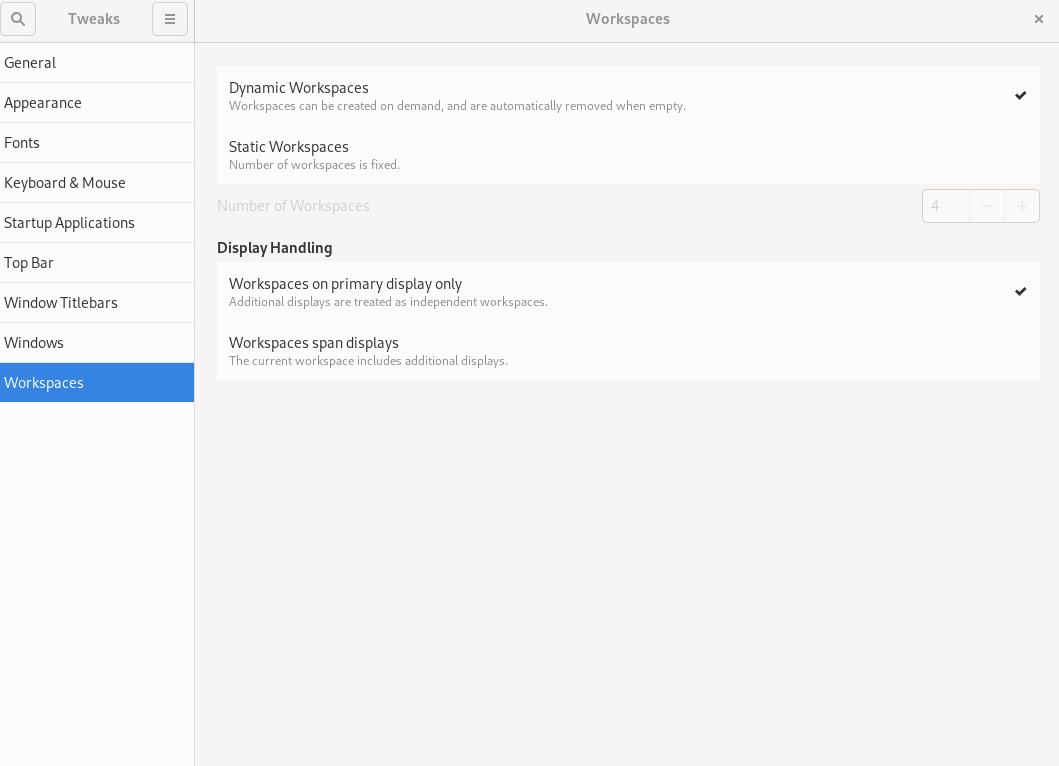 Tweaks
Workspaces
General
Appearance
Fonts
Keyboard & Mouse
Startup Applications
Top Bar
Window Titlebars
Windows
Workspaces
Dynamic Workspaces
Workspaces can be created on demand, and are automatically removed when empty.
Static Workspaces
Number of workspaces is fixed.
Number of Workspaces
4
Display Handling
Workspaces on primary display only
Additional displays are treated as independent workspaces.
Workspaces span displays
The current workspace includes additional displays.